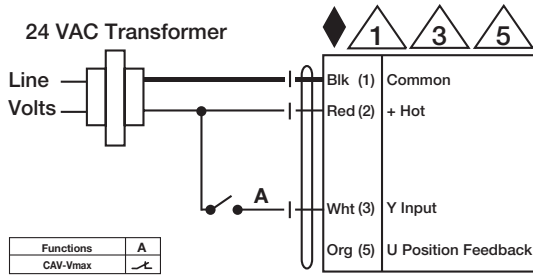 24 VAC Transformer
1 3 5
Line
Volts
Blk (1) Common
Red (2) + Hot
A
Wht (3) Y Input
Org (5) U Position Feedback
Functions A
CAV-Vmax